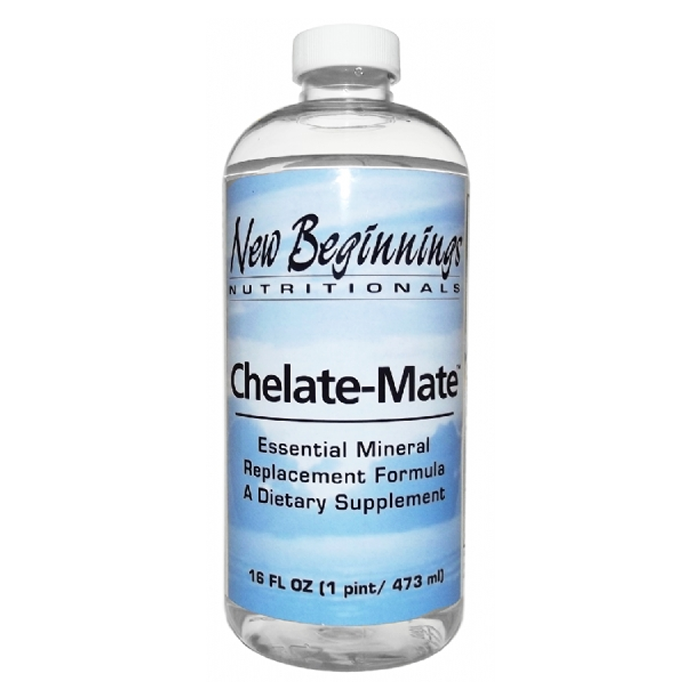 New Beginnings
NUTRITIONALS
Chelate-Mate™
Essential Mineral
Replacement Formula
A Dietary Supplement
16 FL OZ (1 pint/ 473 ml)